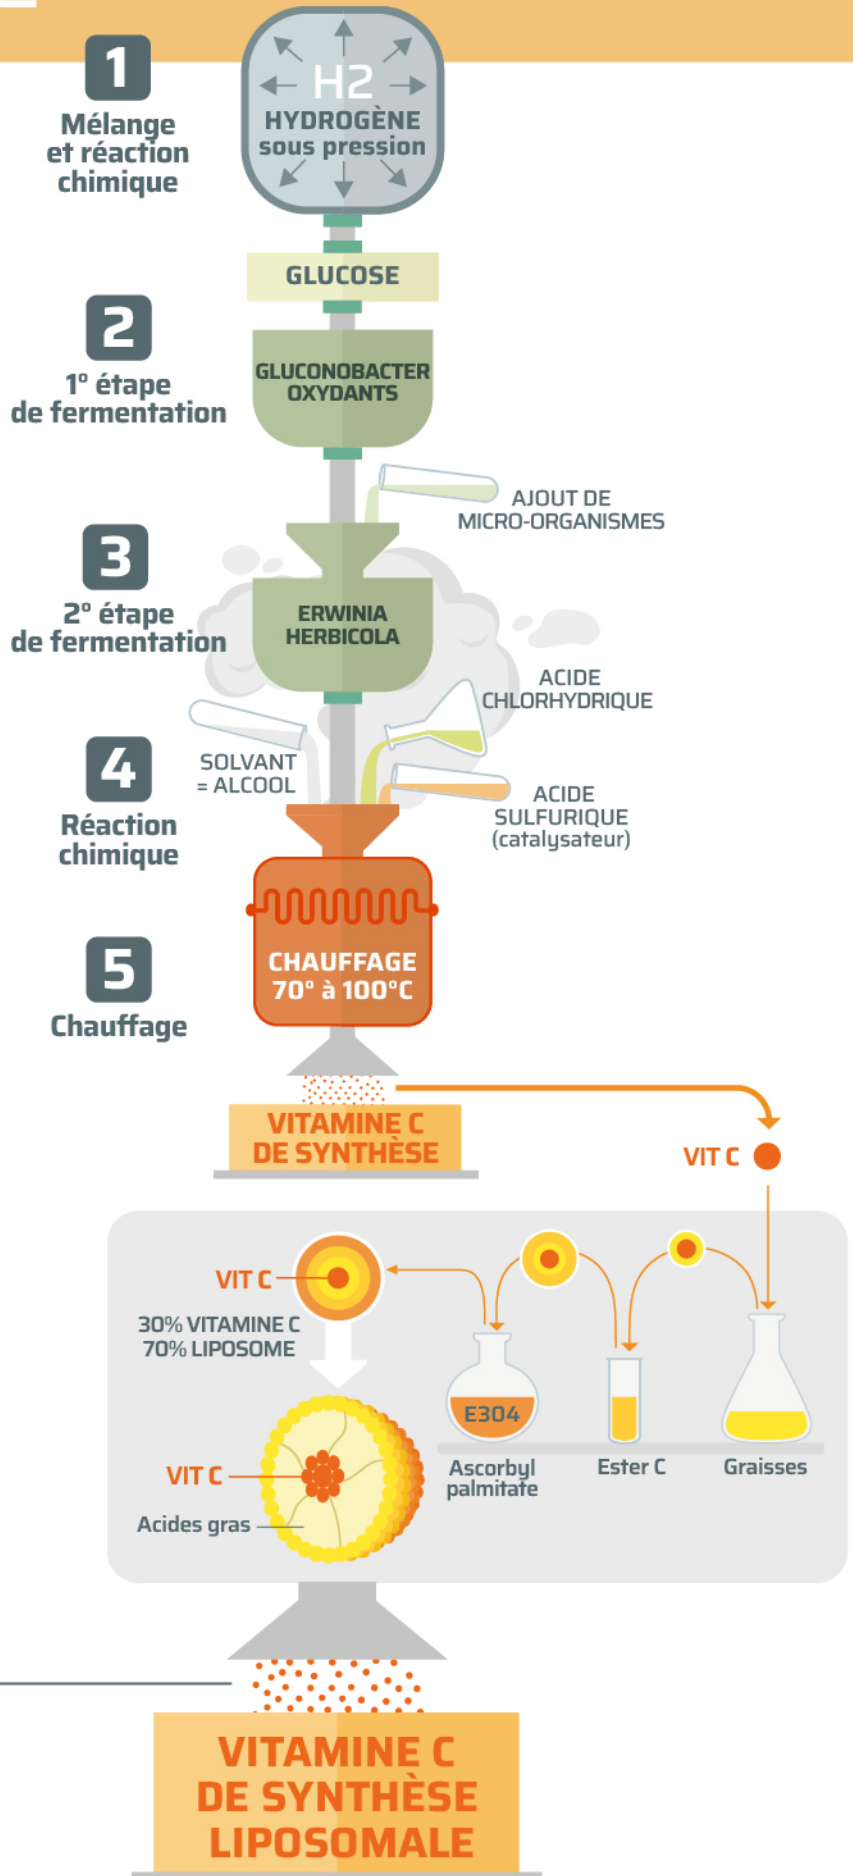 1
Mélange
et réaction
chimique
H2
HYDROGÈNE
sous pression
GLUCOSE
2
1° étape
de fermentation
GLUCONOBACTER
OXYDANTS
AJOUT DE
MICRO-ORGANISMES
3
2° étape
de fermentation
ERWINIA
HERBICOLA
ACIDE
CHLORHYDRIQUE
SOLVANT
= ALCOOL
4
Réaction
chimique
ACIDE
SULFURIQUE
(catalysateur)
5
Chauffage
CHAUFFAGE
70° à 100°C
VITAMINE C
DE SYNTHÈSE
VIT C
VIT C
30% VITAMINE C
70% LIPOSOME
E304
Ascorbyl
palmitate
Ester C
Graisses
VIT C
Acides gras
VITAMINE C
DE SYNTHÈSE
LIPOSOMALE